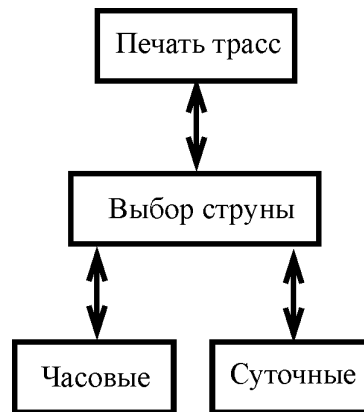 Печать трасс
Выбор струны
Часовые
Суточные